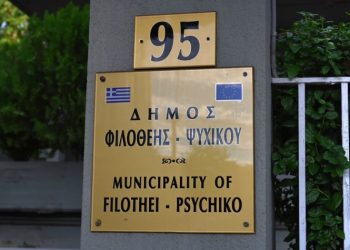 95
ΔΗΜΟΣ
ΦΙΛΟΘΕΗΣ - ΨΥΧΙΚΟΥ
MUNICIPALITY OF
FILOTHEI - PSYCHIKO